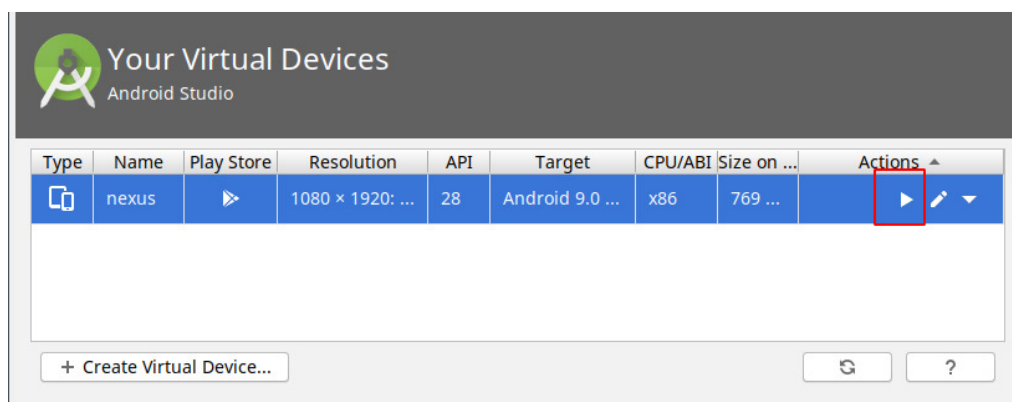 Your Virtual Devices
Android Studio
Type Name Play Store Resolution API Target CPU/ABI Size on ... Actions
nexus 1080 × 1920: ... 28 Android 9.0 ... x86 769 ...
+ Create Virtual Device... ?